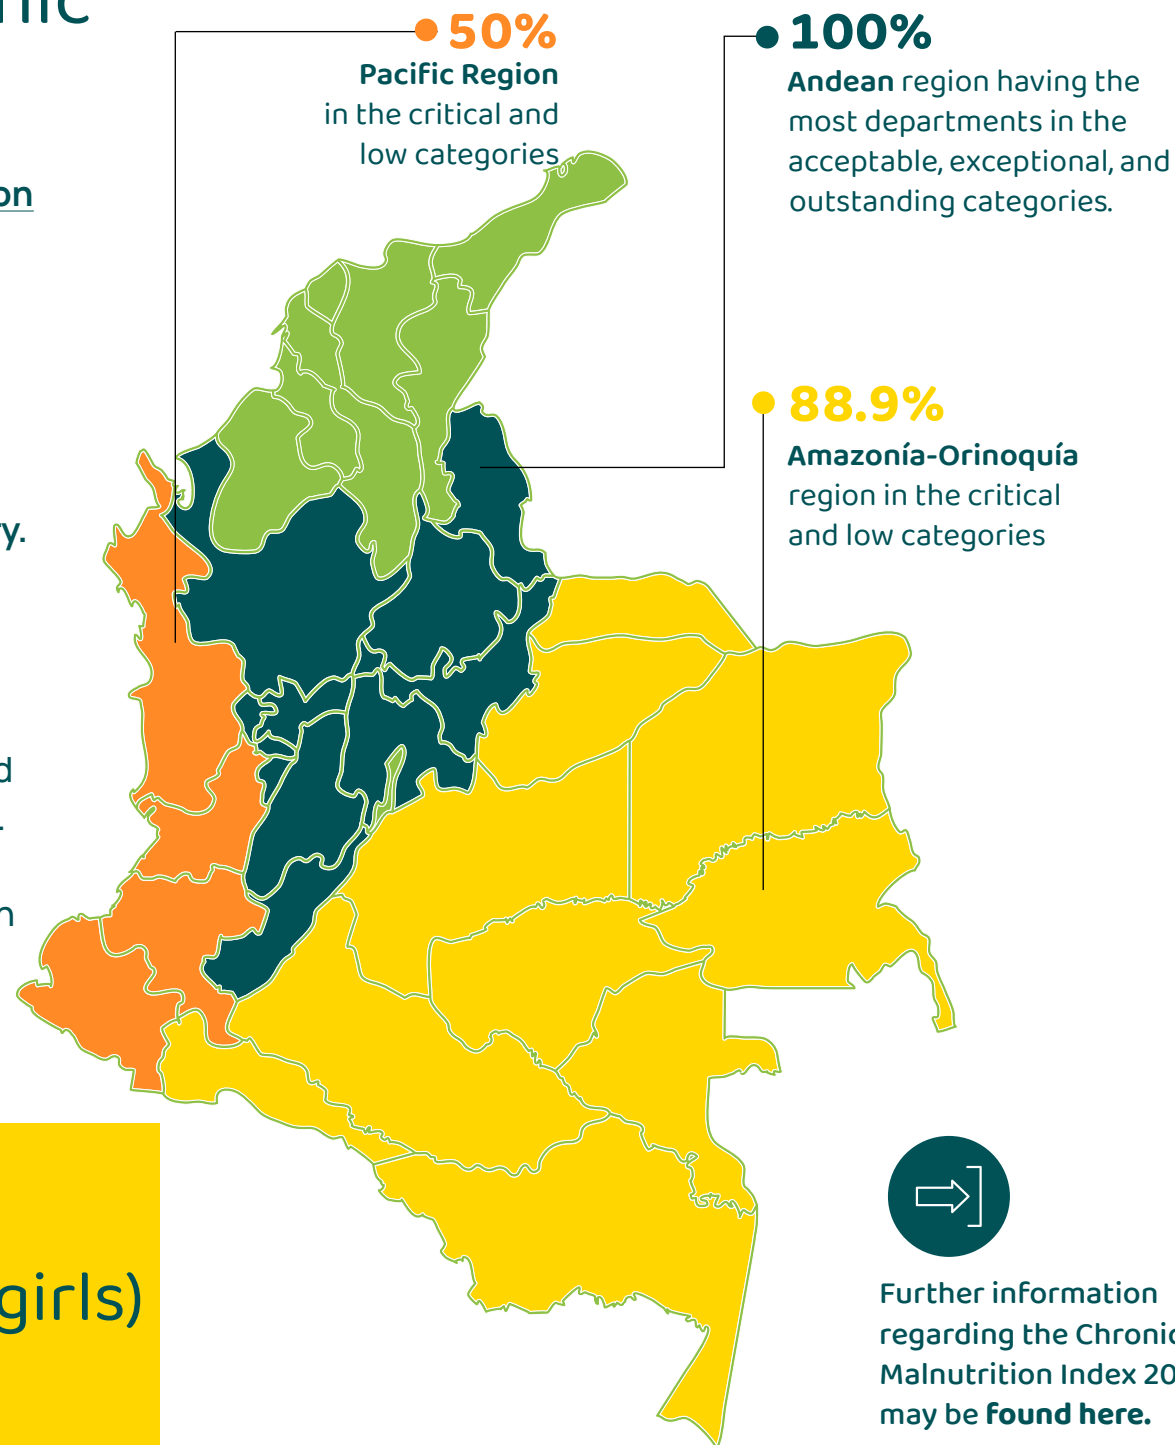 nic
50%
Pacific Region
in the critical and
low categories
100%
Andean region having the
most departments in the
acceptable, exceptional, and
outstanding categories.
on
88.9%
Amazonía-Orinoquía
region in the critical
and low categories
y.
d
n
girls)
Further information
regarding the Chronic
Malnutrition Index 20
may be found here.